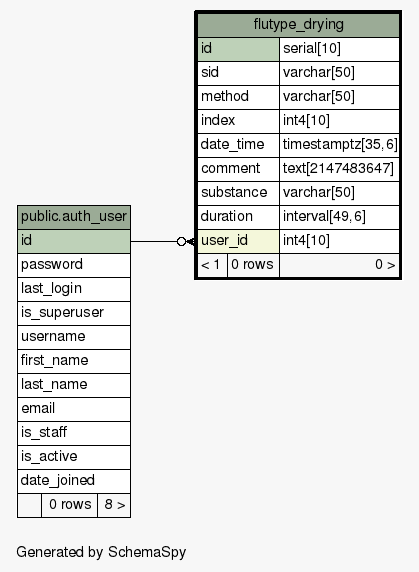 flutype_drying
id serial[10]
sid varchar[50]
method varchar[50]
index int4[10]
date_time timestamptz[35,6]
comment text[2147483647]
substance varchar[50]
duration interval[49,6]
user_id int4[10]
< 1 0 rows 0 >
public.auth_user
id
password
last_login
is_superuser
username
first_name
last_name
email
is_staff
is_active
date_joined
0 rows 8 >
Generated by SchemaSpy